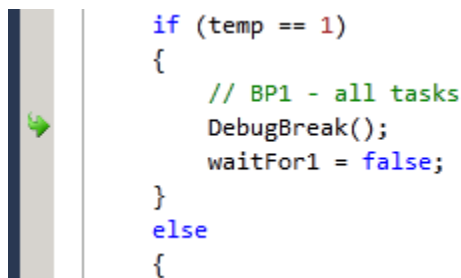 if (temp == 1)
{
// BP1 - all tasks
DebugBreak();
waitFor1 = false;
}
else
{